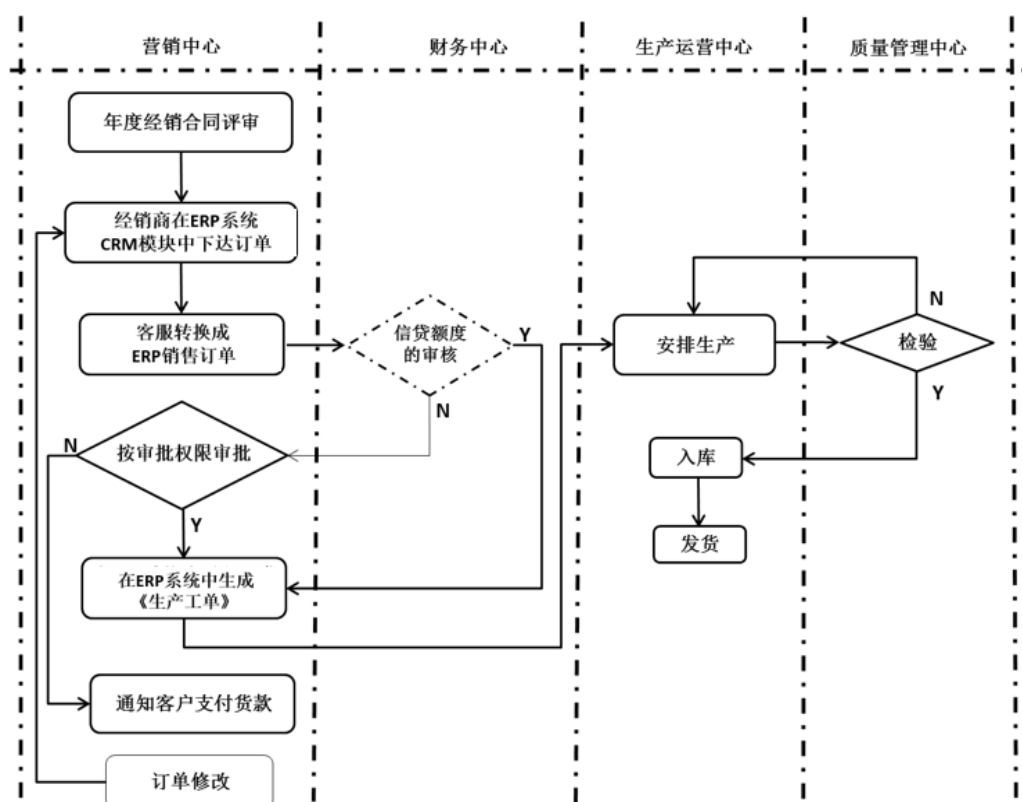 营销中心
财务中心
生产运营中心
质量管理中心
年度经销合同评审
经销商在ERP系统
CRM模块中下达订单
客服转换成
ERP销售订单
信贷额度
的审核
Y
N
安排生产
检验
N
Y
按审批权限审批
N
Y
入库
发货
在ERP系统中生成
《生产工单》
通知客户支付货款
订单修改